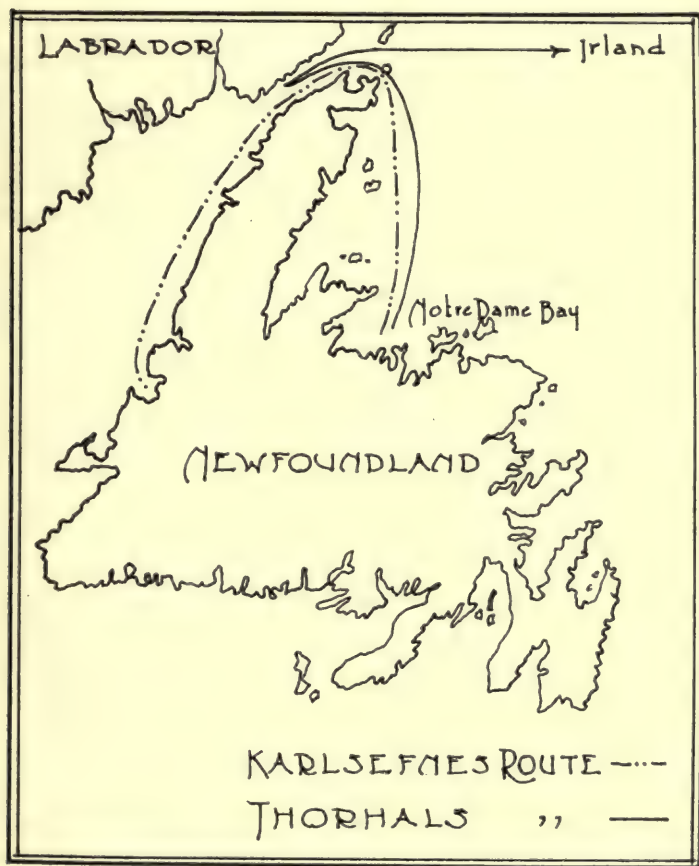 LABRADOR
Irland
Notre Dame Bay
NEWFOUNDLAND
KARLSEFNES ROUTE —··—
THORHALS ,, ——